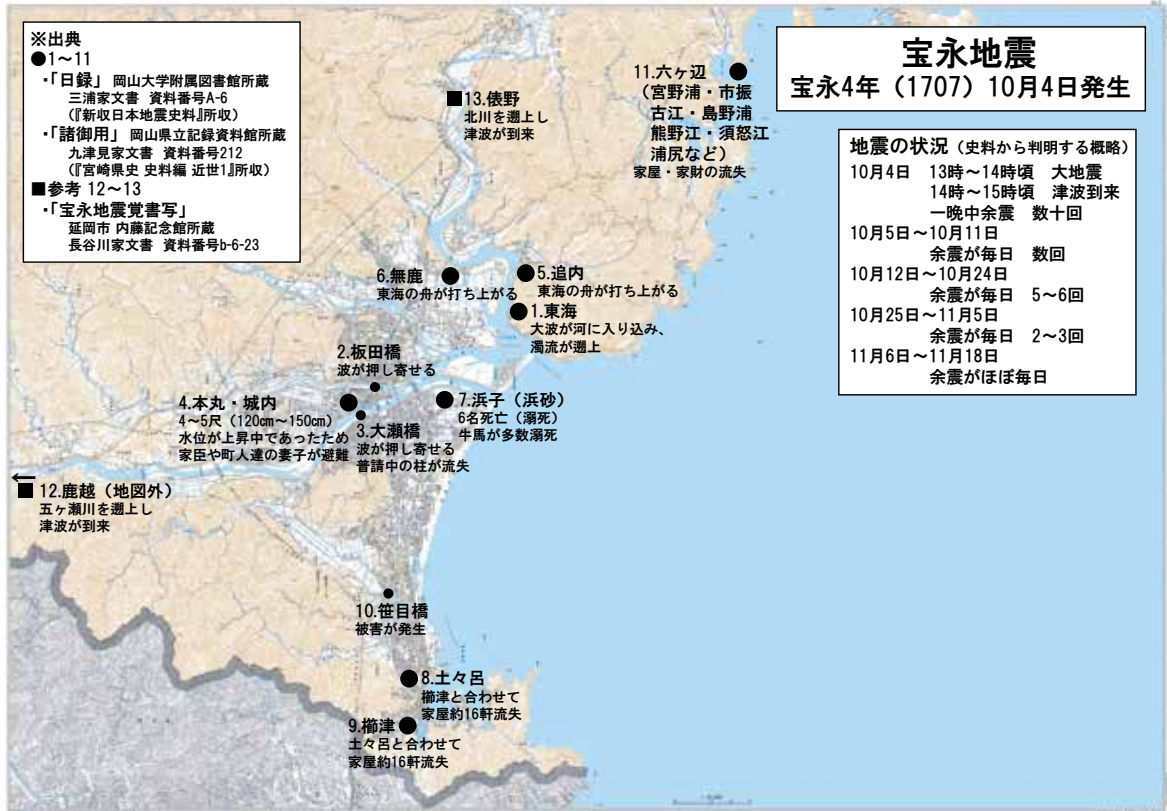 ※出典
●1～11
・「日録」 岡山大学附属図書館所蔵
三浦家文書 資料番号A-6
（『新収日本地震史料』所収）
・「諸御用」 岡山県立記録資料館所蔵
九津見家文書 資料番号212
（『宮崎県史 史料編 近世1』所収）
■参考 12～13
・「宝永地震覚書写」
延岡市 内藤記念館所蔵
長谷川家文書 資料番号b-6-23
宝永地震
宝永4年（1707）10月4日発生
地震の状況（史料から判明する概略）
10月4日 13時～14時頃 大地震
14時～15時頃 津波到来
一晩中余震 数十回
10月5日～10月11日
余震が毎日 数回
10月12日～10月24日
余震が毎日 5～6回
10月25日～11月5日
余震が毎日 2～3回
11月6日～11月18日
余震がほぼ毎日
11.六ヶ辺
（宮野浦・市振
古江・島野浦
熊野江・須怒江
浦尻など）
家屋・家財の流失
13.俵野
北川を遡上し
津波が到来
6.無鹿
東海の舟が打ち上がる
5.追内
東海の舟が打ち上がる
1.東海
大波が河に入り込み、
濁流が遡上
2.板田橋
波が押し寄せる
4.本丸・城内
4～5尺（120cm～150cm）
水位が上昇中であったため
家臣や町人達の妻子が避難
3.大瀬橋
波が押し寄せる
普請中の柱が流失
7.浜子（浜砂）
6名死亡（溺死）
牛馬が多数溺死
←
12.鹿越（地図外）
五ヶ瀬川を遡上し
津波が到来
10.笹目橋
被害が発生
8.土々呂
櫛津と合わせて
家屋約16軒流失
9.櫛津
土々呂と合わせて
家屋約16軒流失